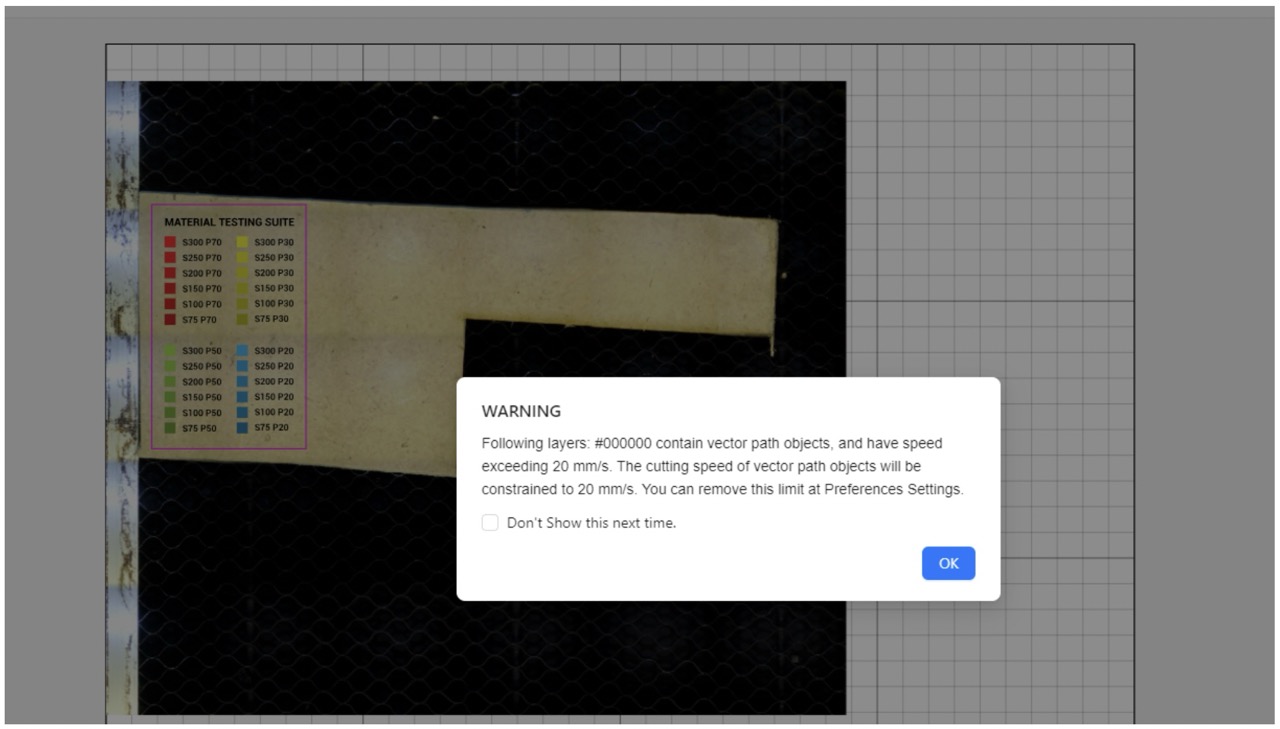 MATERIAL TESTING SUITE
S300 P70 S300 P30
S250 P70 S250 P30
S200 P70 S200 P30
S150 P70 S150 P30
S100 P70 S100 P30
S75 P70 S75 P30
S300 P50 S300 P20
S250 P50 S250 P20
S200 P50 S200 P20
S150 P50 S150 P20
S100 P50 S100 P20
S75 P50 S75 P20
WARNING
Following layers: #000000 contain vector path objects, and have speed
exceeding 20 mm/s. The cutting speed of vector path objects will be
constrained to 20 mm/s. You can remove this limit at Preferences Settings.
Don't Show this next time.
OK